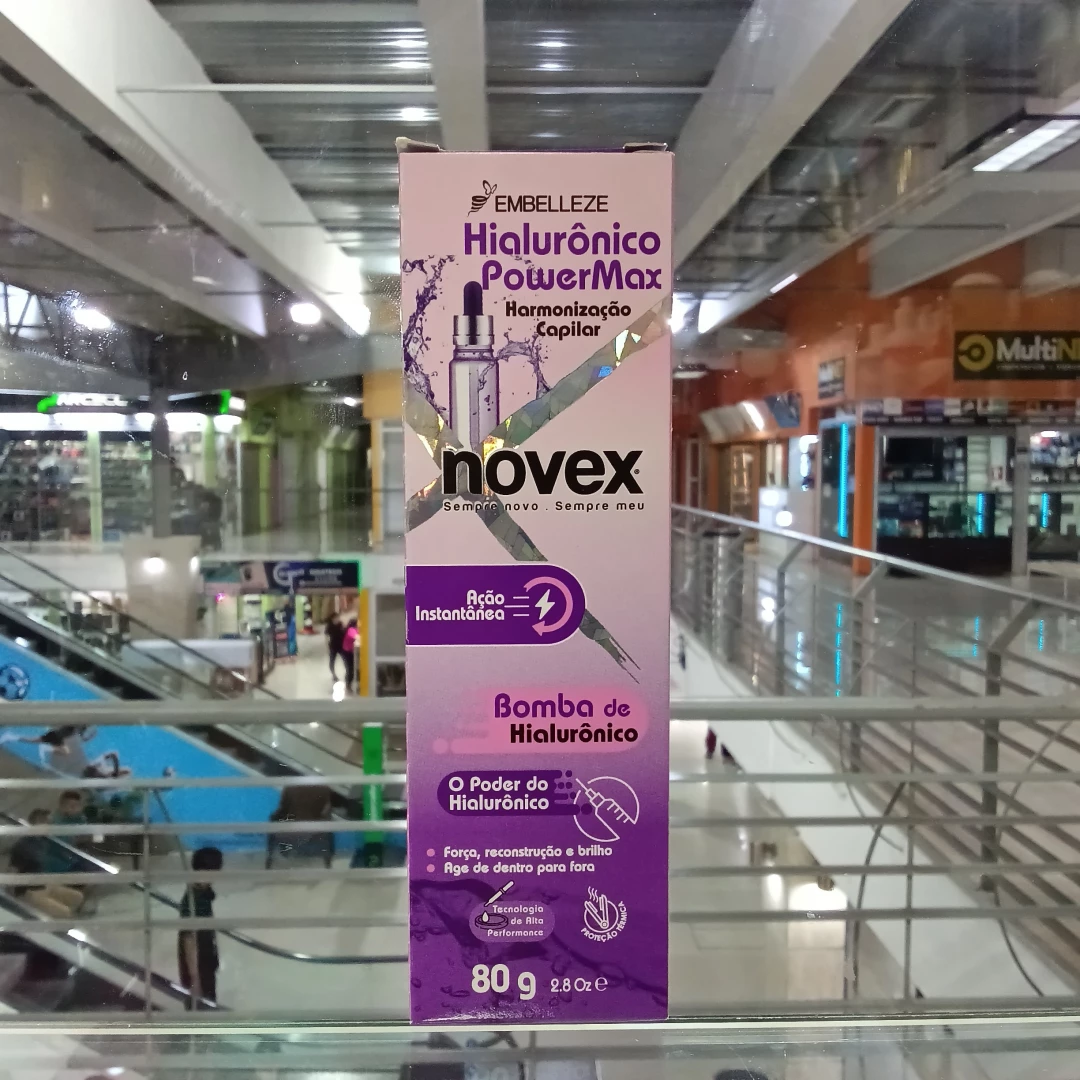 EMBELLEZE
Hialurônico
PowerMax
Harmonização
Capilar
novex
Sempre novo . Sempre meu
Ação
Instantânea
Bomba de
Hialurônico
O Poder do
Hialurônico
Força, reconstrução e brilho
Age de dentro para fora
Tecnologia
de Alta
Performance
PROTEÇÃO TÉRMICA
80 g 2.8 Oz e